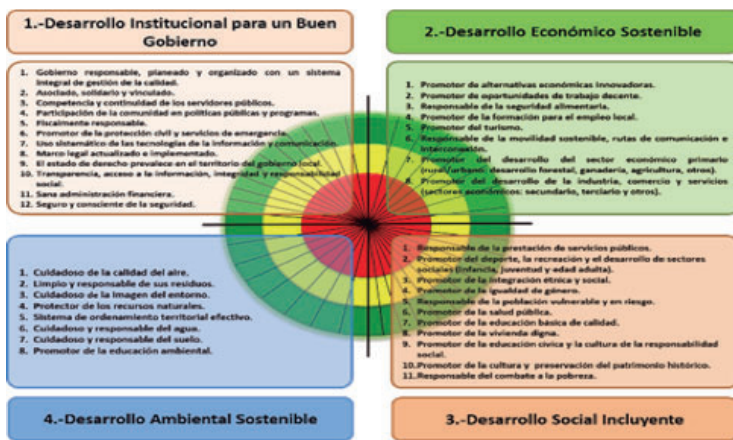 1.-Desarrollo Institucional para un Buen
Gobierno
1. Gobierno responsable, planeado y organizado con un sistema
integral de gestión de la calidad.
2. Asociado, solidario y vinculado.
3. Competencia y continuidad de los servidores públicos.
4. Participación de la comunidad en políticas públicas y programas.
5. Fiscalmente responsable.
6. Promotor de la protección civil y servicios de emergencia.
7. Uso sistemático de las tecnologías de la información y comunicación.
8. Marco legal actualizado e implementado.
9. El estado de derecho prevalece en el territorio del gobierno local.
10. Transparencia, acceso a la información, integridad y responsabilidad
social.
11. Sana administración financiera.
12. Seguro y consciente de la seguridad.
2.-Desarrollo Económico Sostenible
1. Promotor de alternativas económicas innovadoras.
2. Promotor de oportunidades de trabajo decente.
3. Responsable de la seguridad alimentaria.
4. Promotor de la formación para el empleo local.
5. Promotor del turismo.
6. Responsable de la movilidad sostenible, rutas de comunicación e
interconexión.
7. Promotor del desarrollo del sector económico primario
(rural/urbano: desarrollo forestal, ganadería, agricultura, otros).
8. Promotor del desarrollo de la industria, comercio y servicios
(sectores económicos: secundario, terciario y otros).
1. Cuidadoso de la calidad del aire.
2. Limpio y responsable de sus residuos.
3. Cuidadoso de la imagen del entorno.
4. Protector de los recursos naturales.
5. Sistema de ordenamiento territorial efectivo.
6. Cuidadoso y responsable del agua.
7. Cuidadoso y responsable del suelo.
8. Promotor de la educación ambiental.
4.-Desarrollo Ambiental Sostenible
1. Responsable de la prestación de servicios públicos.
2. Promotor del deporte, la recreación y el desarrollo de sectores
sociales (infancia, juventud y edad adulta).
3. Promotor de la integración étnica y social.
4. Promotor de la igualdad de género.
5. Responsable de la población vulnerable y en riesgo.
6. Promotor de la salud pública.
7. Promotor de la educación básica de calidad.
8. Promotor de la vivienda digna.
9. Promotor de la educación cívica y la cultura de la responsabilidad
social.
10. Promotor de la cultura y preservación del patrimonio histórico.
11. Responsable del combate a la pobreza.
3.-Desarrollo Social Incluyente